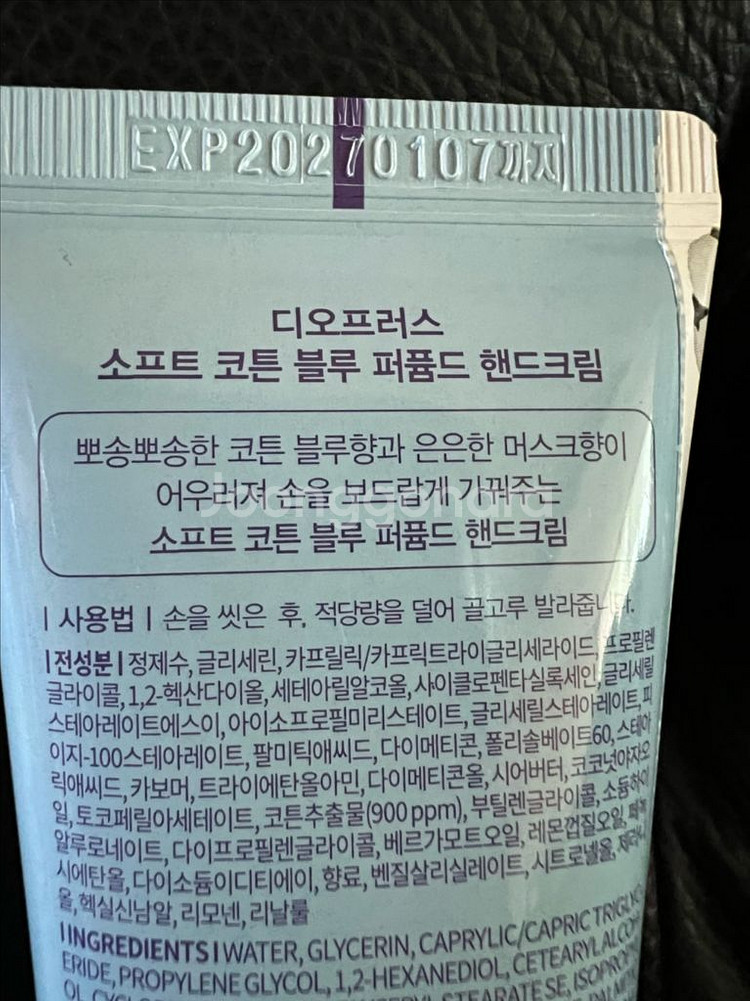 EXP20270107까지
디오프러스
소프트 코튼 블루 퍼퓸드 핸드크림
뽀송뽀송한 코튼 블루향과 은은한 머스크향이
어우러져 손을 보드랍게 가꿔주는
Joonggonara
소프트 코튼 블루 퍼퓸드 핸드크림
| 사용법 | 손을 씻은 후, 적당량을 덜어 골고루 발라줍니다.
| 전성분 | 정제수, 글리세린, 카프릴릭/카프릭트라이글리세라이드, 프로필렌
글라이콜, 1,2-헥산다이올, 세테아릴알코올, 사이클로펜타실록세인, 글리세릴
스테아레이트에스이, 아이소프로필미리스테이트, 글리세릴스테아레이트, 피
이지-100스테아레이트, 팔미틱애씨드, 다이메티콘, 폴리솔베이트60, 스테아
릭애씨드, 카보머, 트라이에탄올아민, 다이메티콘올, 시어버터, 코코넛야자오
일, 토코페릴아세테이트, 코튼추출물(900 ppm), 부틸렌글라이콜, 소듐하이
알루로네이트, 다이프로필렌글라이콜, 베르가모트오일, 레몬껍질오일, 페녹
시에탄올, 다이소듐이디티에이, 향료, 벤질살리실레이트, 시트로넬올, 제라니
올, 헥실신남알, 리모넨, 리날룰
| INGREDIENTS | WATER, GLYCERIN, CAPRYLIC/CAPRIC TRIGLYC
ERIDE, PROPYLENE GLYCOL, 1,2-HEXANEDIOL, CETEARYL ALCOH